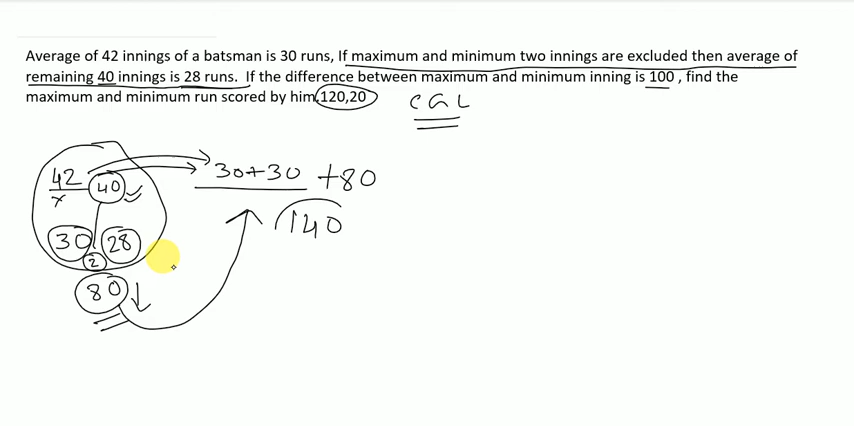 Average of 42 innings of a batsman is 30 runs, If maximum and minimum two innings are excluded then average of
remaining 40 innings is 28 runs. If the difference between maximum and minimum inning is 100 , find the
maximum and minimum run scored by him,120,20
CGL
42 40 30+30 +80
x
140
30 28
2
80